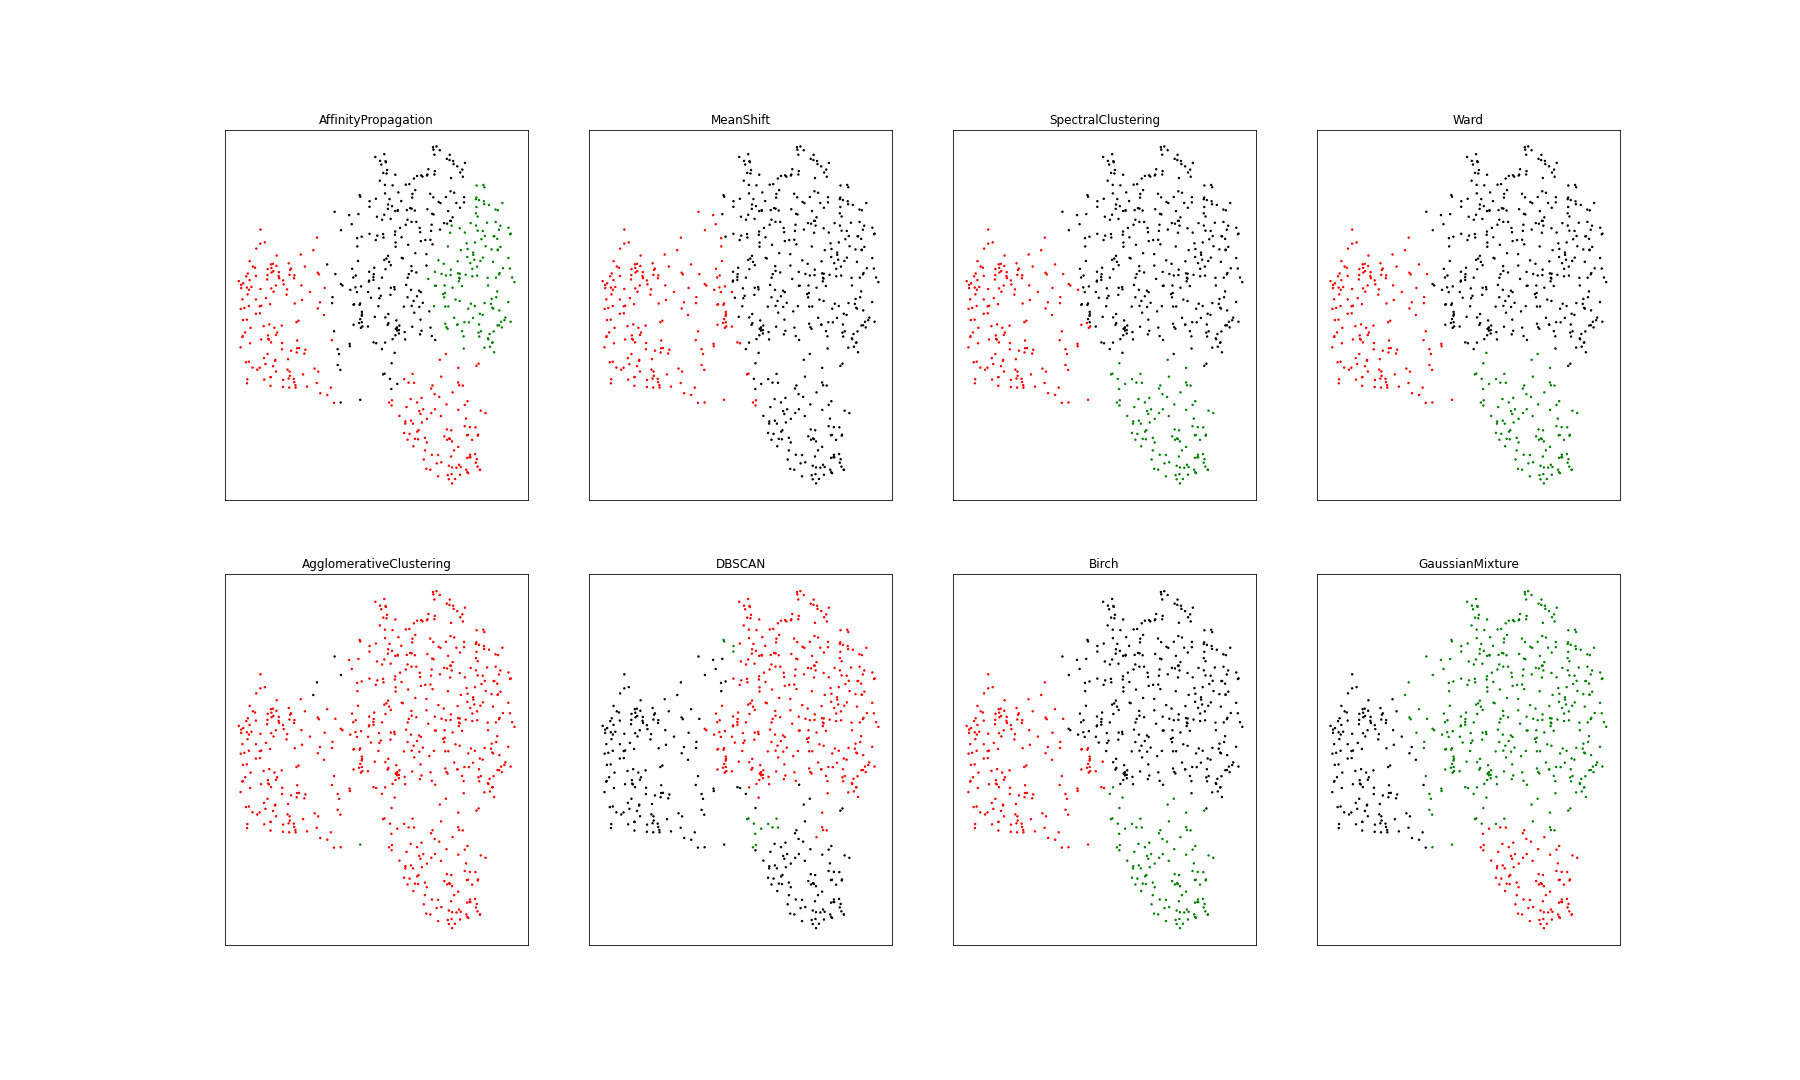 AffinityPropagation
MeanShift
SpectralClustering
Ward
AgglomerativeClustering
DBSCAN
Birch
GaussianMixture